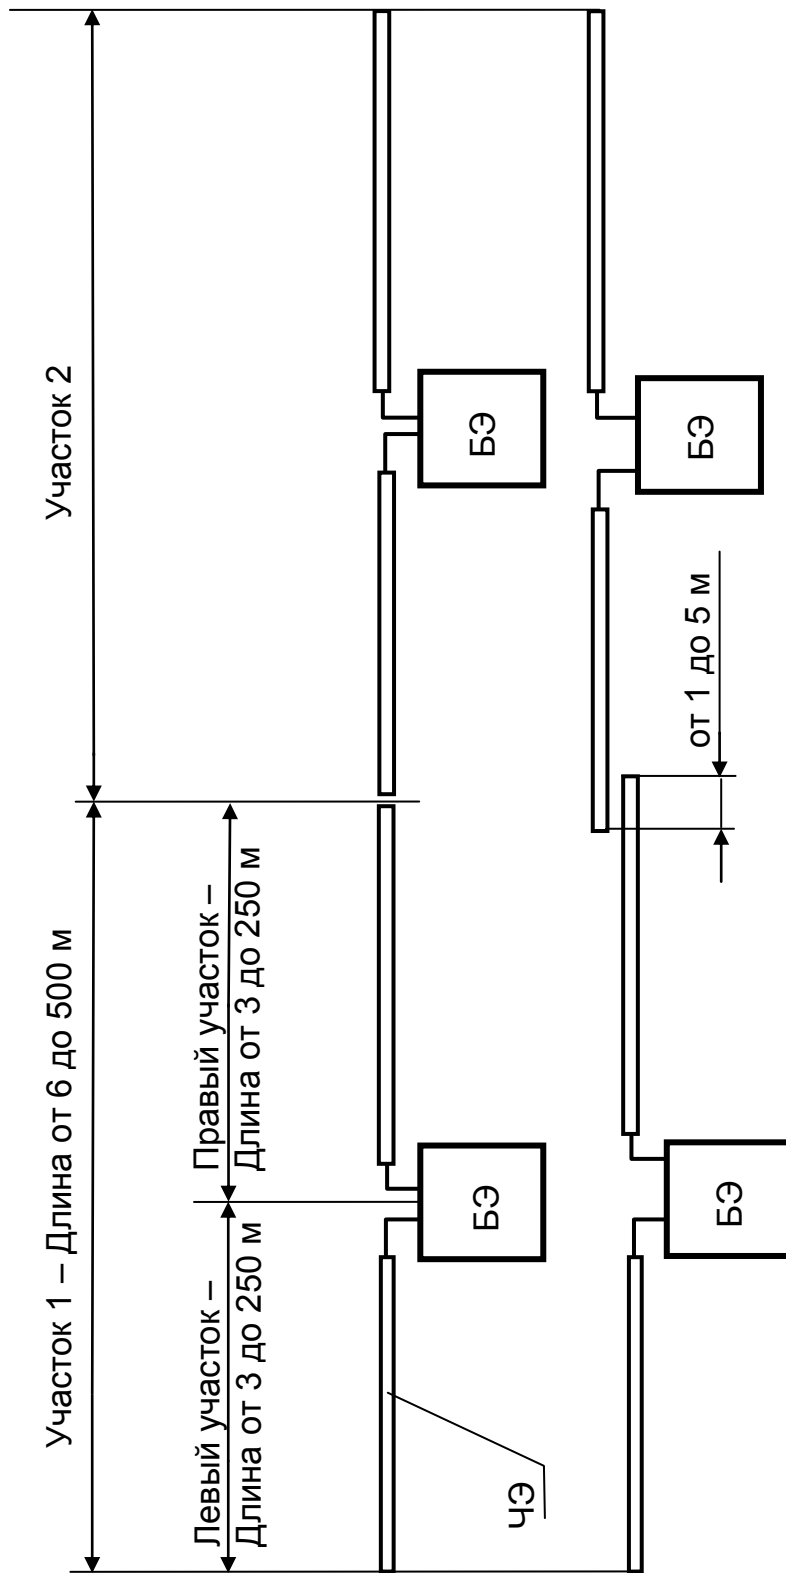 Участок 1 – Длина от 6 до 500 м
Участок 2
Левый участок –
Длина от 3 до 250 м
Правый участок –
Длина от 3 до 250 м
БЭ
БЭ
ЧЭ
БЭ
БЭ
от 1 до 5 м